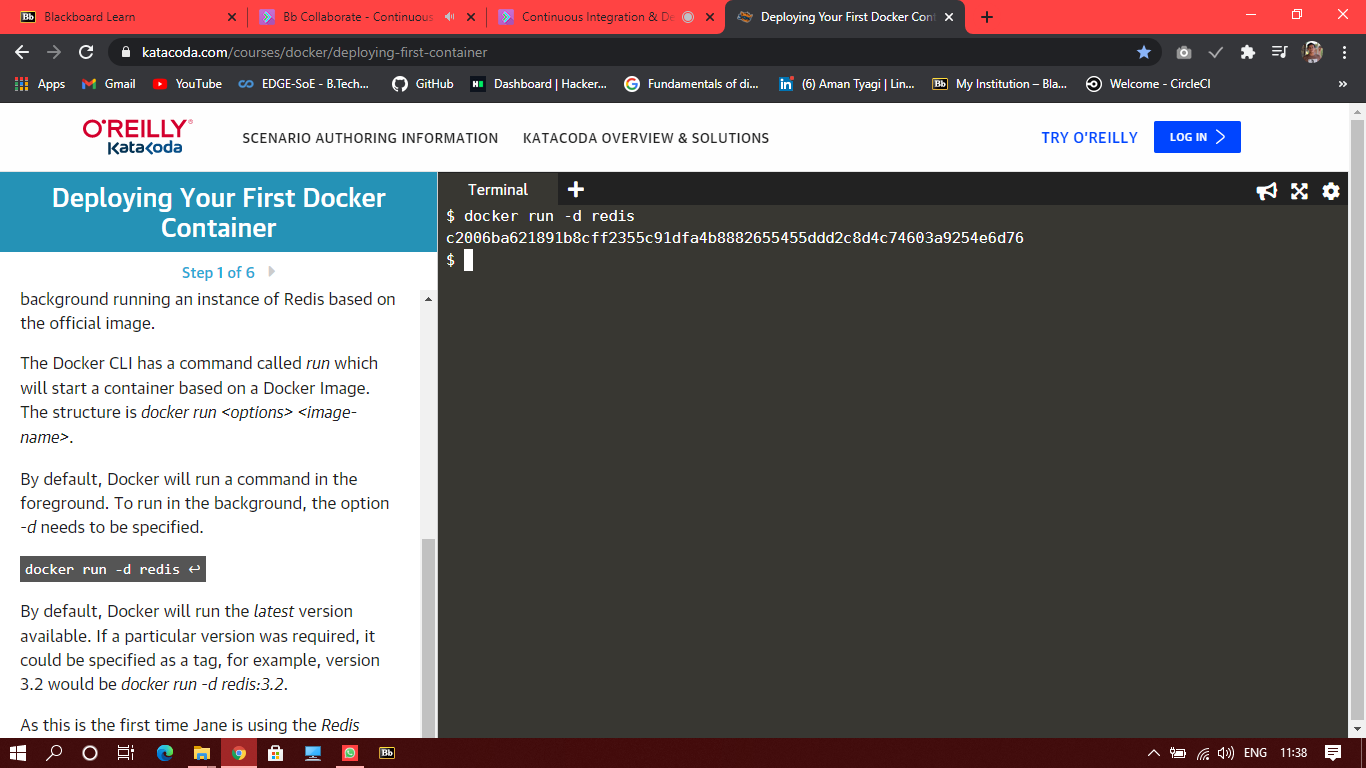 Blackboard Learn
Bb Collaborate - Continuous
Continuous Integration & De
Deploying Your First Docker Cont
katacoda.com/courses/docker/deploying-first-container
Apps
Gmail
YouTube
EDGE-SoE - B.Tech...
GitHub
Dashboard | Hacker...
Fundamentals of di...
(6) Aman Tyagi | Lin...
My Institution – Bla...
Welcome - CircleCI
»
O'REILLY®
KataKoda
SCENARIO AUTHORING INFORMATION
KATACODA OVERVIEW & SOLUTIONS
TRY O'REILLY
LOG IN
Deploying Your First Docker
Container
Step 1 of 6
background running an instance of Redis based on
the official image.
The Docker CLI has a command called run which
will start a container based on a Docker Image.
The structure is docker run <options> <image-
name>.
By default, Docker will run a command in the
foreground. To run in the background, the option
-d needs to be specified.
docker run -d redis ↩
By default, Docker will run the latest version
available. If a particular version was required, it
could be specified as a tag, for example, version
3.2 would be docker run -d redis:3.2.
As this is the first time Jane is using the Redis
Terminal
$ docker run -d redis
c2006ba621891b8cff2355c91dfa4b8882655455ddd2c8d4c74603a9254e6d76
$
ENG
11:38